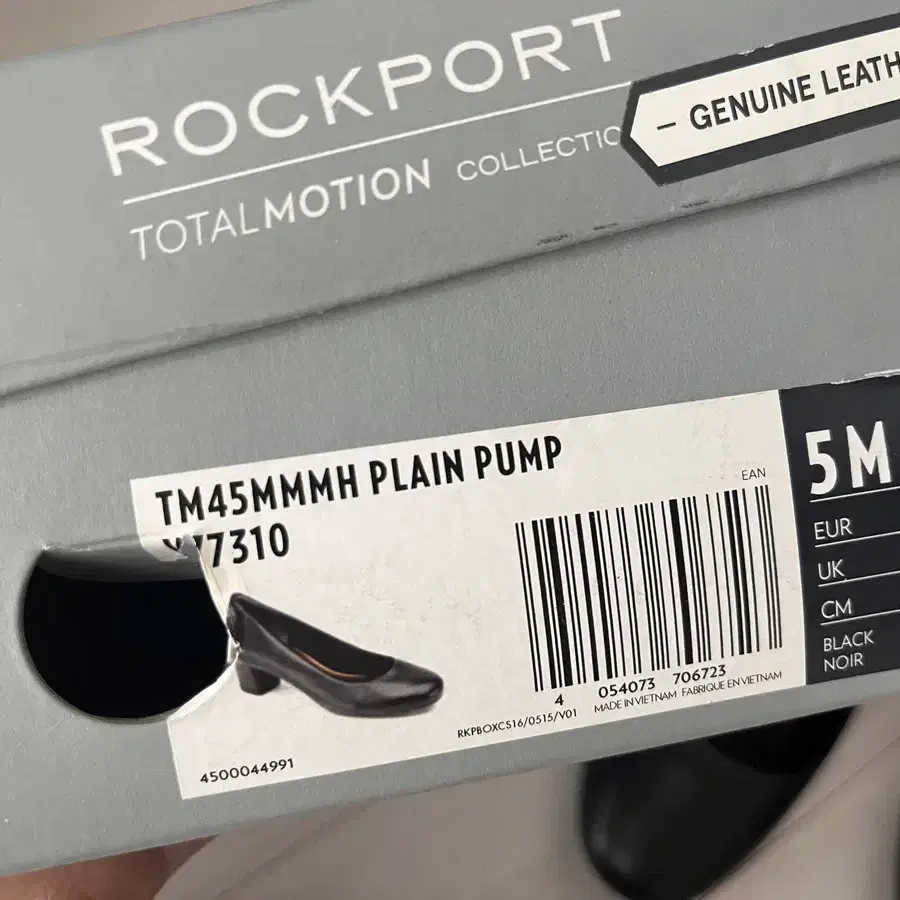 ROCKPORT
TOTALMOTION COLLECTIO
– GENUINE LEATH
TM45MMMH PLAIN PUMP
77310
EAN
4 054073 706723
MADE IN VIETNAM FABRIQUE EN VIETNAM
RKPBOXCS16/0515/V01
4500044991
5M
EUR
UK
CM
BLACK
NOIR